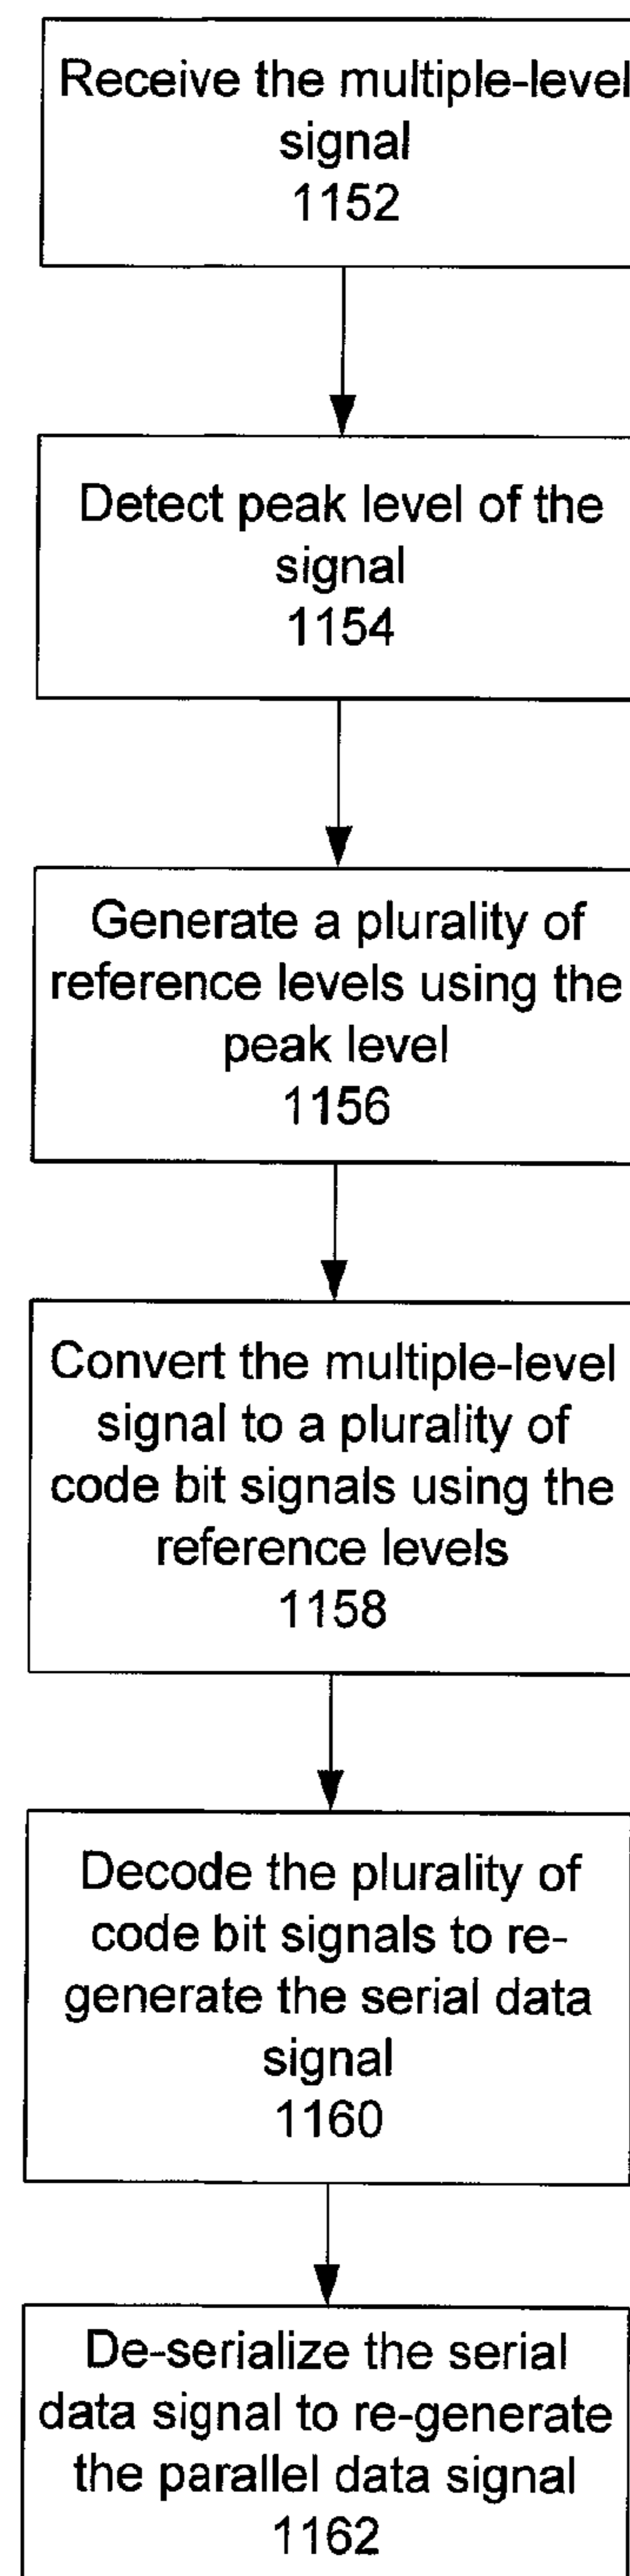 Receive the multiple-level
signal
1152
Detect peak level of the
signal
1154
Generate a plurality of
reference levels using the
peak level
1156
Convert the multiple-level
signal to a plurality of
code bit signals using the
reference levels
1158
Decode the plurality of
code bit signals to re-
generate the serial data
signal
1160
De-serialize the serial
data signal to re-generate
the parallel data signal
1162